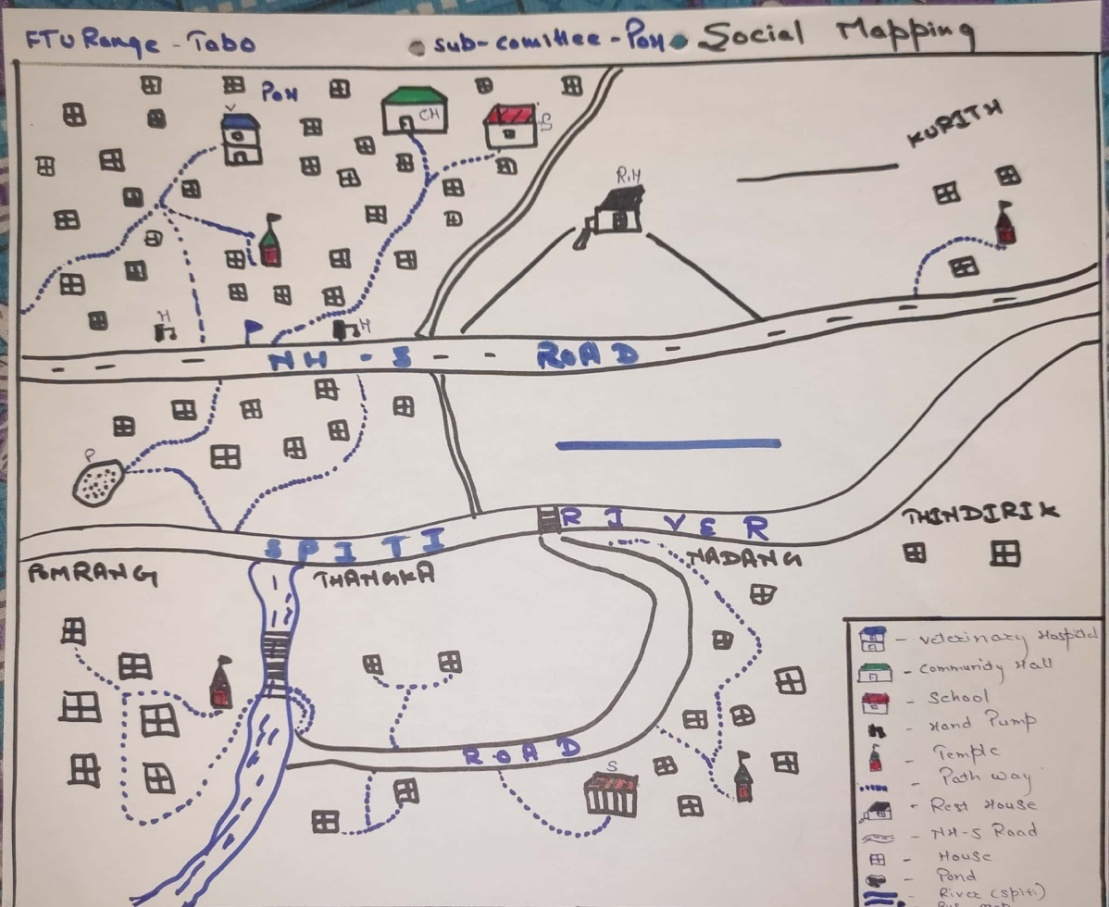 FTU Range - Tabo
sub-comittee - Poh
Social Mapping
Poh
V
CH
S
R.H
KURITH
H
H
NH - 5 ROAD
P
SPITI RIVER
THINDIRIK
POMRANG
THANGKA
NADANG
ROAD
S
- Veterinary Hospital
- Community Hall
- School
- Hand Pump
- Temple
- Path way
- Rest House
- NH-5 Road
- House
- Pond
- River (spiti)